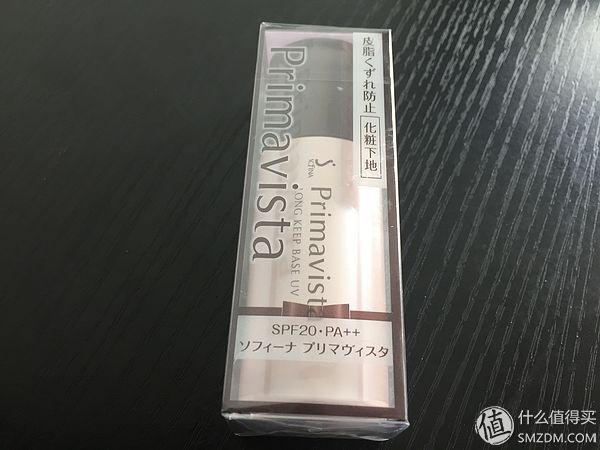 皮脂くずれ防止
化粧下地
Primavista
SOFINA
Primavista
LONG KEEP BASE UV
SPF20・PA++
ソフィーナ プリマヴィスタ
值 什么值得买
SMZDM.COM